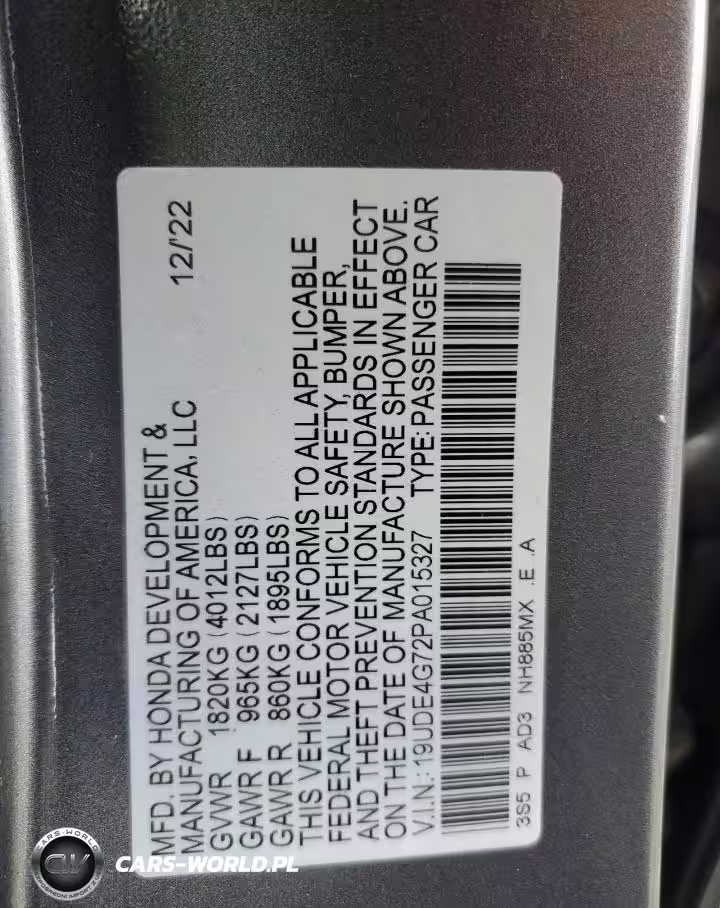 MFD. BY HONDA DEVELOPMENT &
MANUFACTURING OF AMERICA, LLC 12/'22
GVWR 1820KG (4012LBS)
GAWR F 965KG (2127LBS)
GAWR R 860KG (1895LBS)
THIS VEHICLE CONFORMS TO ALL APPLICABLE
FEDERAL MOTOR VEHICLE SAFETY, BUMPER,
AND THEFT PREVENTION STANDARDS IN EFFECT
ON THE DATE OF MANUFACTURE SHOWN ABOVE.
V.I.N.: 19UDE4G72PA015327 TYPE: PASSENGER CAR
3S5 P AD3 NH885MX .E .A
CARS-WORLD.PL